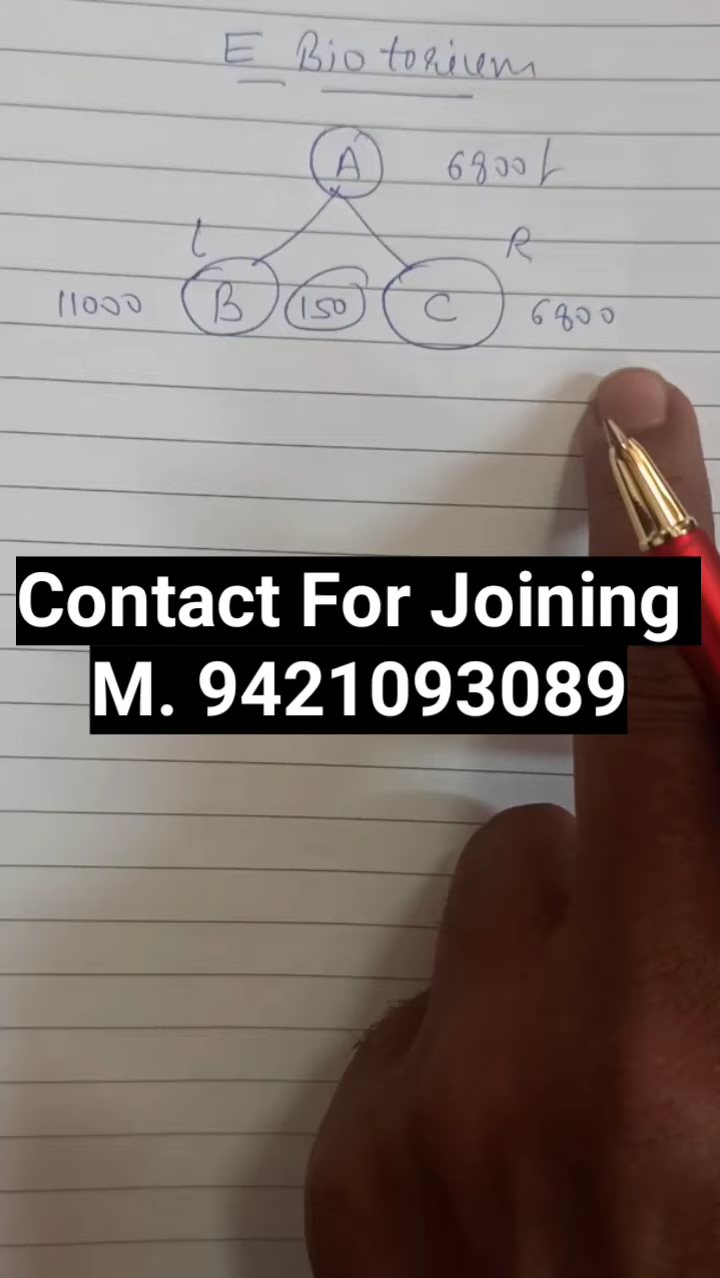 E Biotorium
A 6800/-
L R
11000 B 150 C 6800
Contact For Joining
M. 9421093089